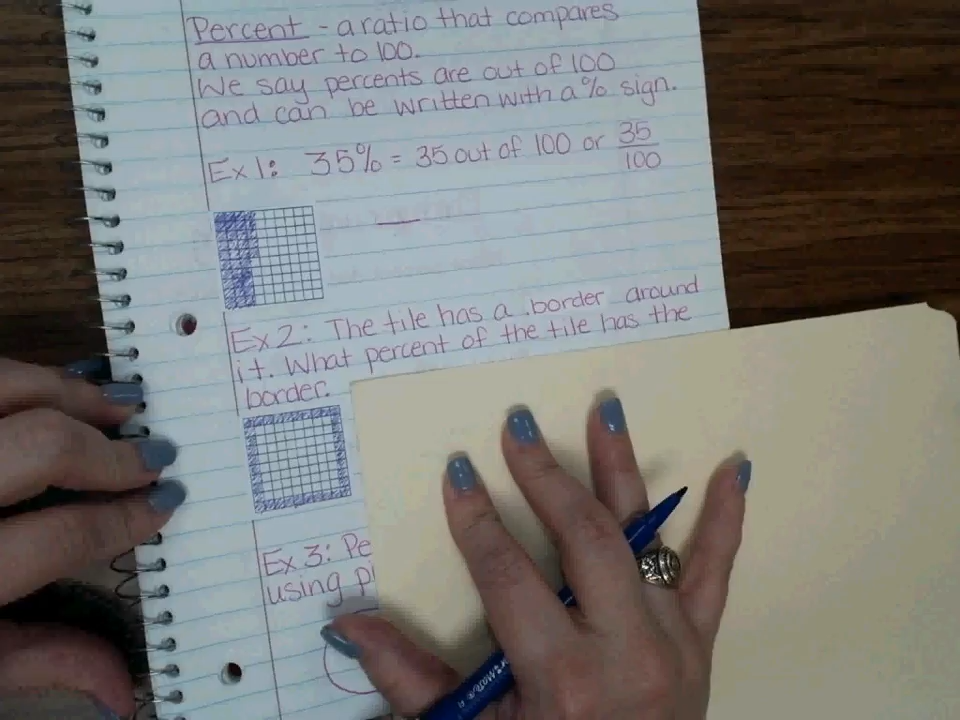 Percent - a ratio that compares
a number to 100.
We say percents are out of 100
and can be written with a % sign.
Ex 1: 35% = 35 out of 100 or 35/100
Ex 2: The tile has a border around
it. What percent of the tile has the
border.
Ex 3: Pe
using p